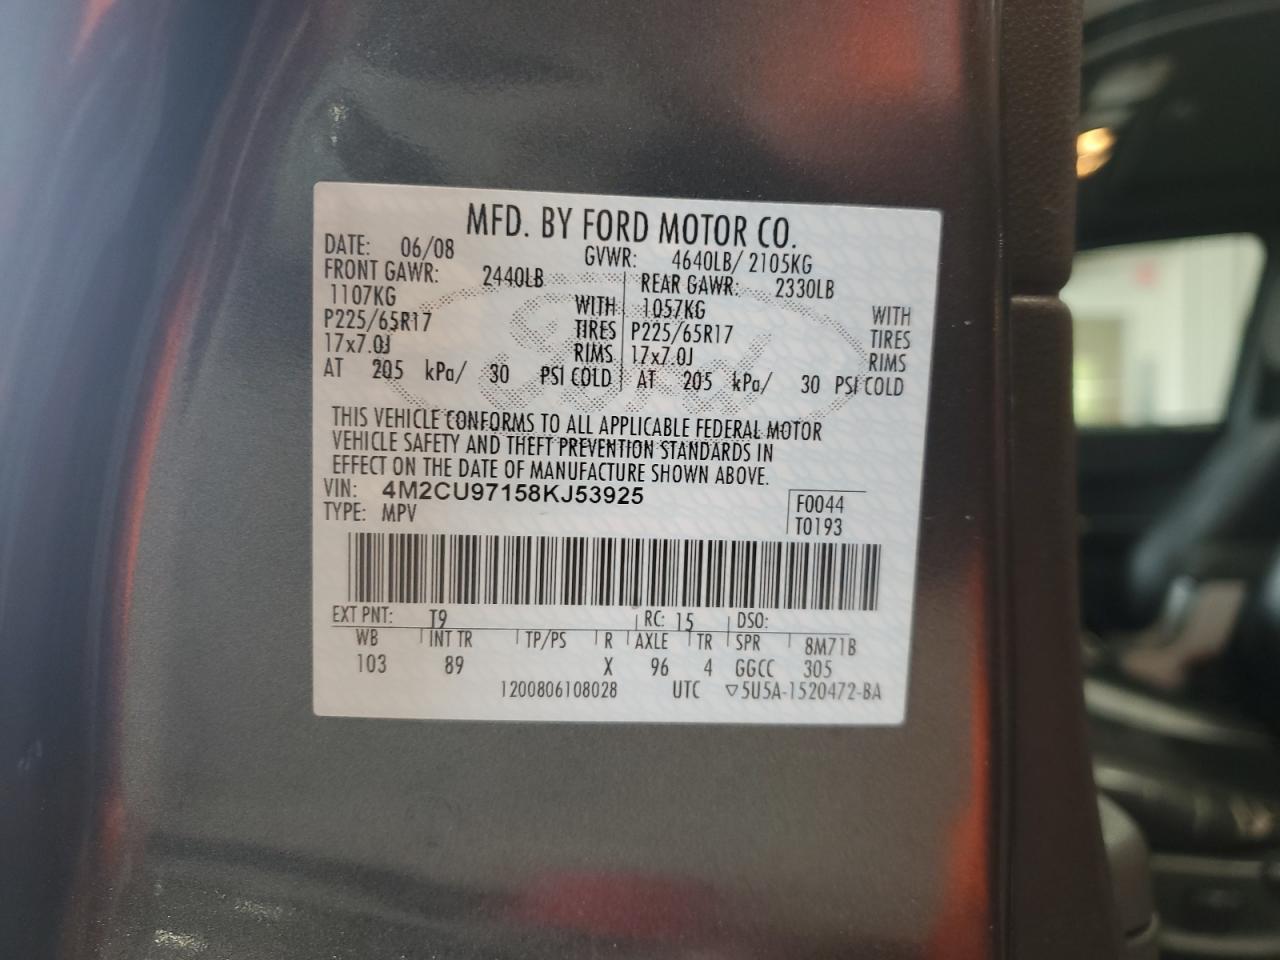 MFD. BY FORD MOTOR CO.
DATE: 06/08 GVWR: 4640LB/ 2105KG
FRONT GAWR: 2440LB REAR GAWR: 2330LB
1107KG WITH 1057KG WITH
P225/65R17 TIRES P225/65R17 TIRES
17x7.0J RIMS 17x7.0J RIMS
AT 205 kPa/ 30 PSI COLD AT 205 kPa/ 30 PSI COLD
THIS VEHICLE CONFORMS TO ALL APPLICABLE FEDERAL MOTOR
VEHICLE SAFETY AND THEFT PREVENTION STANDARDS IN
EFFECT ON THE DATE OF MANUFACTURE SHOWN ABOVE.
VIN: 4M2CU97158KJ53925 F0044
TYPE: MPV T0193
EXT PNT: T9 RC: 15 DSO:
WB INT TR TP/PS R AXLE TR SPR 8M71B
103 89 X 96 4 GGCC 305
1200806108028 UTC ▽5U5A-1520472-BA